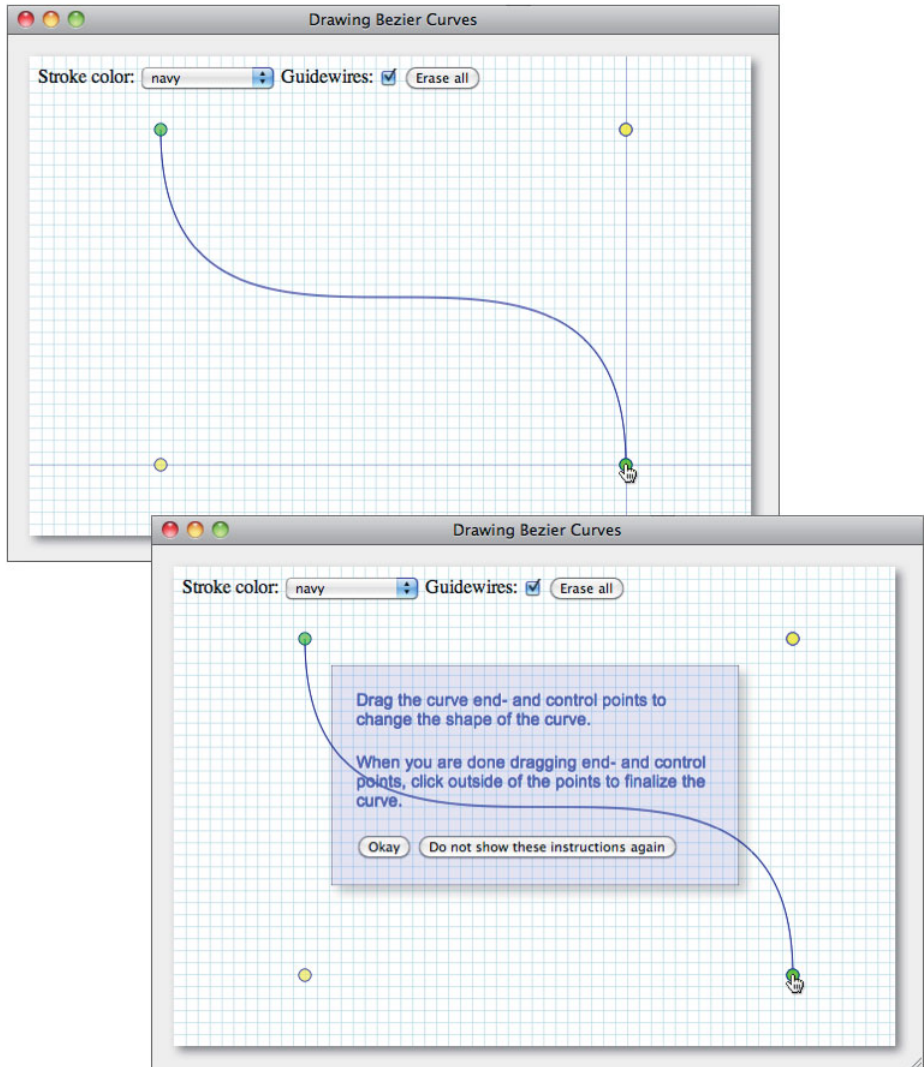 Drawing Bezier Curves
Stroke color: navy Guidewires: Erase all
Drawing Bezier Curves
Stroke color: navy Guidewires: Erase all
Drag the curve end- and control points to
change the shape of the curve.
When you are done dragging end- and control
points, click outside of the points to finalize the
curve.
Okay Do not show these instructions again